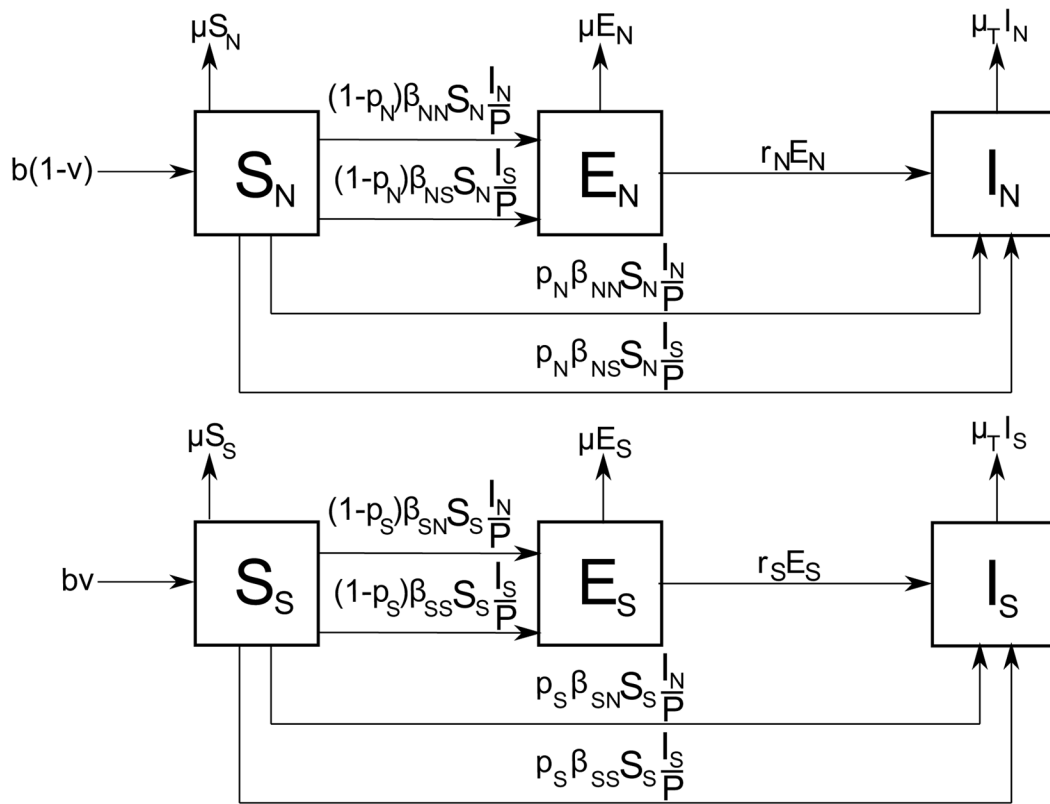 μS_N μE_N μ_T I_N
(1-p_N)β_NN S_N I_N/P
b(1-v) S_N (1-p_N)β_NS S_N I_S/P E_N r_N E_N I_N
p_N β_NN S_N I_N/P
p_N β_NS S_N I_S/P
μS_S μE_S μ_T I_S
(1-p_S)β_SN S_S I_N/P
bv S_S (1-p_S)β_SS S_S I_S/P E_S r_S E_S I_S
p_S β_SN S_S I_N/P
p_S β_SS S_S I_S/P